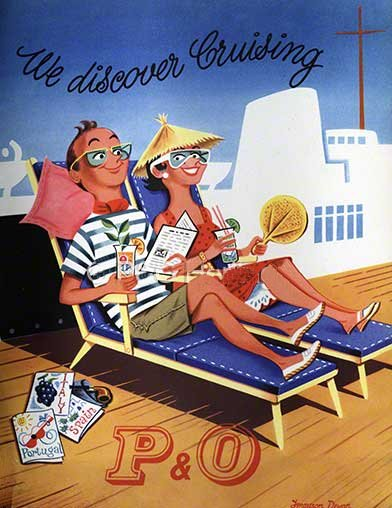 We discover Cruising
ITALY
Spain
Portugal
P&O